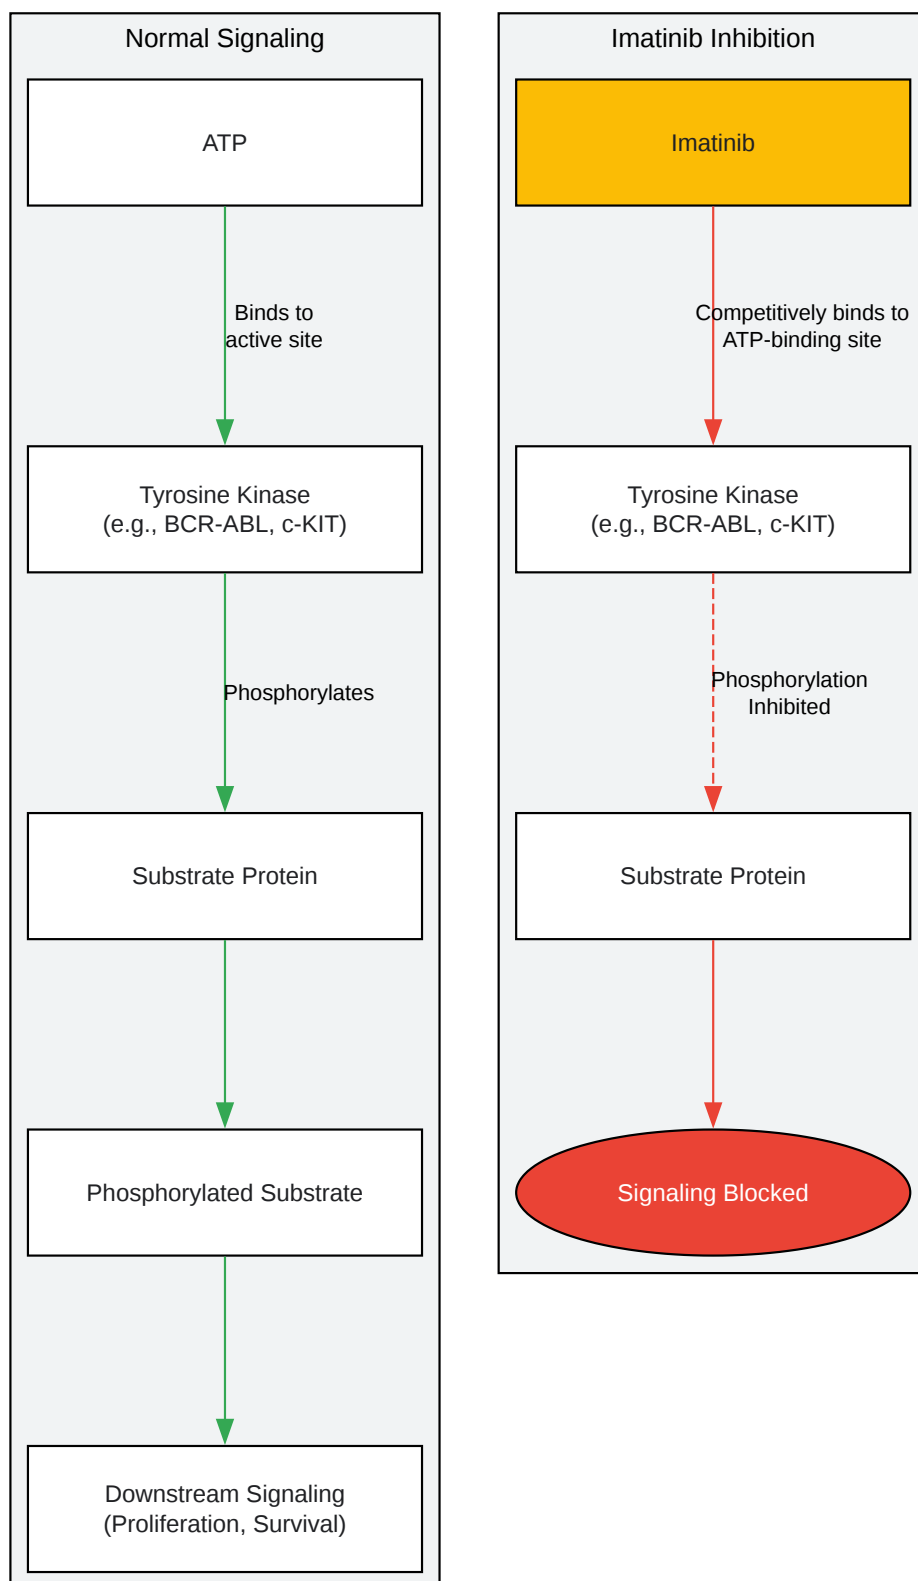 Normal Signaling
ATP
Binds to
active site
Tyrosine Kinase
(e.g., BCR-ABL, c-KIT)
Phosphorylates
Substrate Protein
Phosphorylated Substrate
Downstream Signaling
(Proliferation, Survival)
Imatinib Inhibition
Imatinib
Competitively binds to
ATP-binding site
Tyrosine Kinase
(e.g., BCR-ABL, c-KIT)
Phosphorylation
Inhibited
Substrate Protein
Signaling Blocked